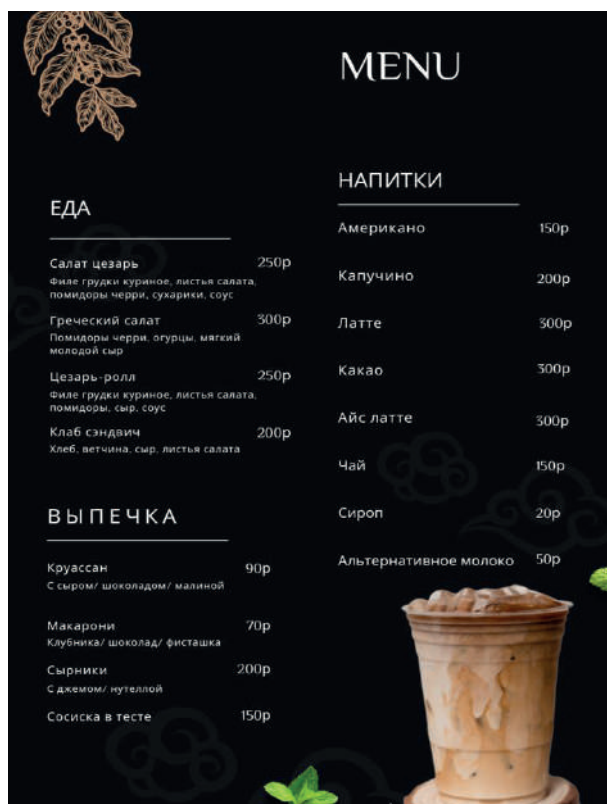 MENU
ЕДА
Салат цезарь 250р
Филе грудки куриное, листья салата,
помидоры черри, сухарики, соус
Греческий салат 300р
Помидоры черри, огурцы, мягкий
молодой сыр
Цезарь-ролл 250р
Филе грудки куриное, листья салата,
помидоры, сыр, соус
Клаб сэндвич 200р
Хлеб, ветчина, сыр, листья салата
ВЫПЕЧКА
Круассан 90р
С сыром/ шоколадом/ малиной
Макарони 70р
Клубника/ шоколад/ фисташка
Сырники 200р
С джемом/ нутеллой
Сосиска в тесте 150р
НАПИТКИ
Американо 150р
Капучино 200р
Латте 300р
Какао 300р
Айс латте 300р
Чай 150р
Сироп 20р
Альтернативное молоко 50р